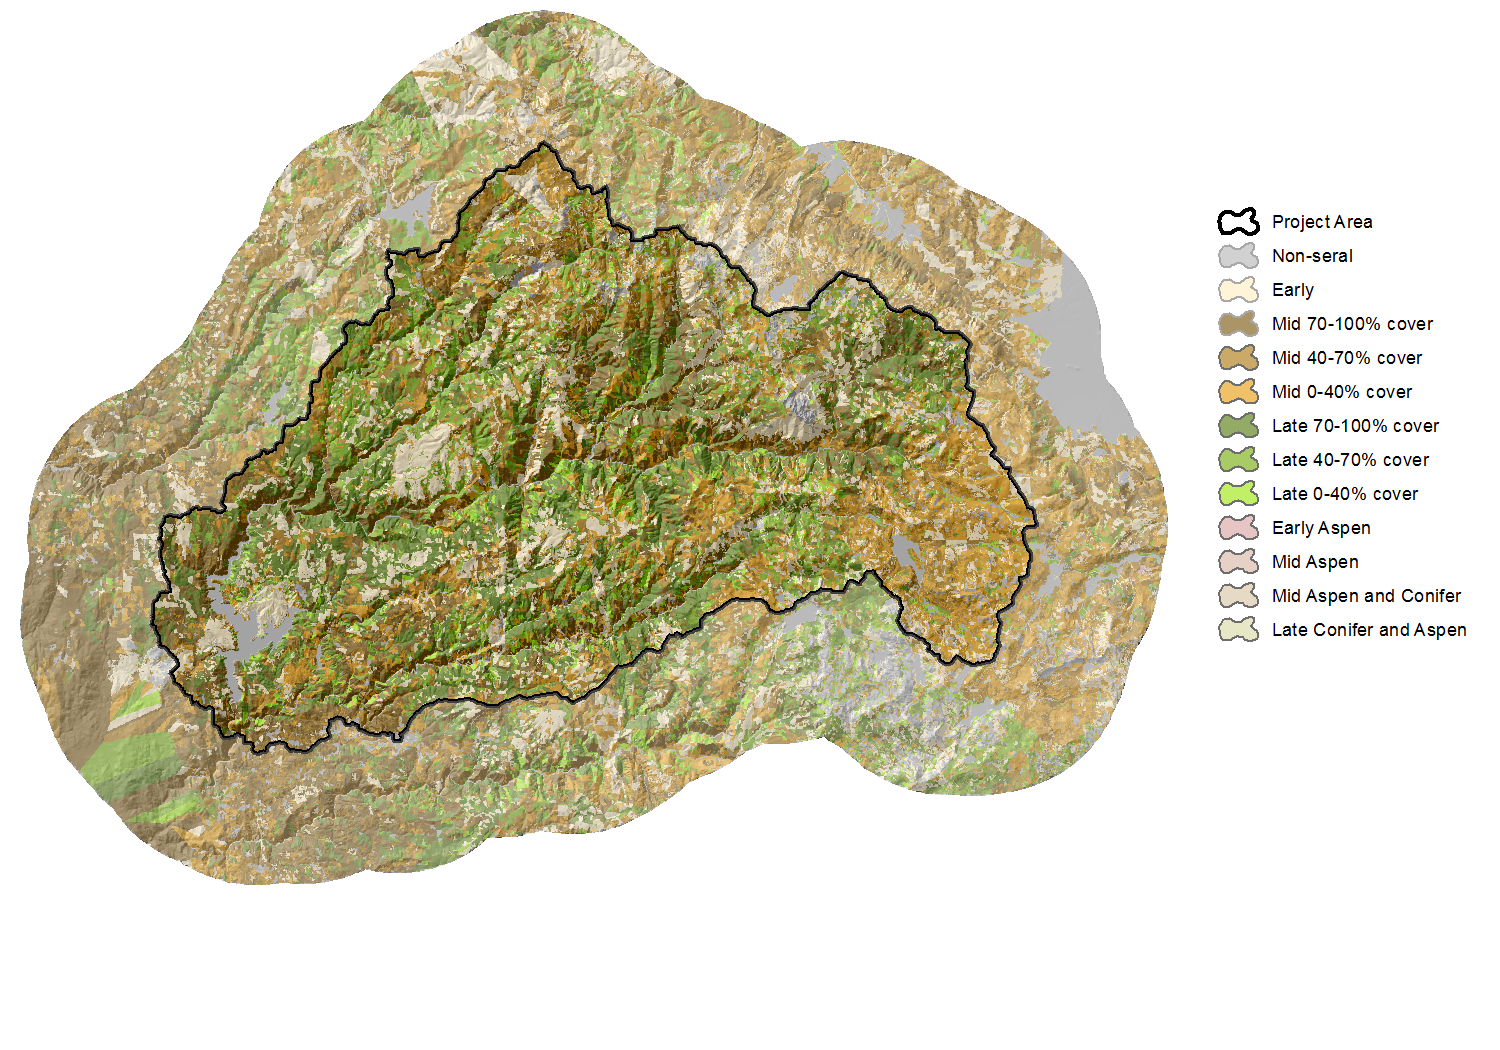 Project Area
Non-seral
Early
Mid 70-100% cover
Mid 40-70% cover
Mid 0-40% cover
Late 70-100% cover
Late 40-70% cover
Late 0-40% cover
Early Aspen
Mid Aspen
Mid Aspen and Conifer
Late Conifer and Aspen